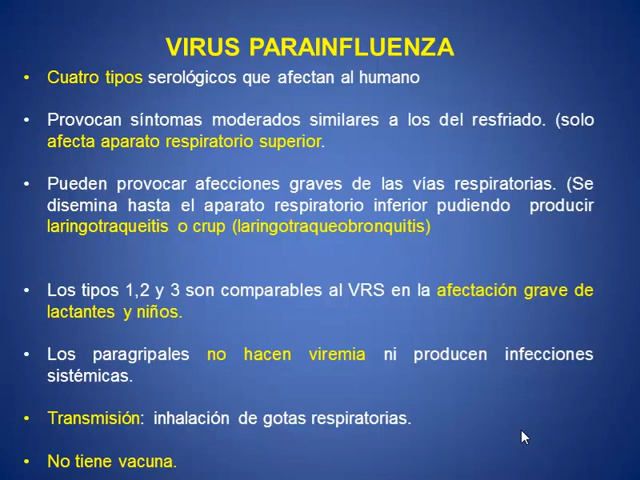 VIRUS PARAINFLUENZA
• Cuatro tipos serológicos que afectan al humano
• Provocan síntomas moderados similares a los del resfriado. (solo
afecta aparato respiratorio superior.
• Pueden provocar afecciones graves de las vías respiratorias. (Se
disemina hasta el aparato respiratorio inferior pudiendo producir
laringotraqueitis o crup (laringotraqueobronquitis)
• Los tipos 1,2 y 3 son comparables al VRS en la afectación grave de
lactantes y niños.
• Los paragripales no hacen viremia ni producen infecciones
sistémicas.
• Transmisión: inhalación de gotas respiratorias.
• No tiene vacuna.